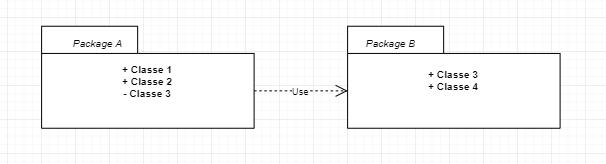 Package A
+ Classe 1
+ Classe 2
- Classe 3
Use
Package B
+ Classe 3
+ Classe 4